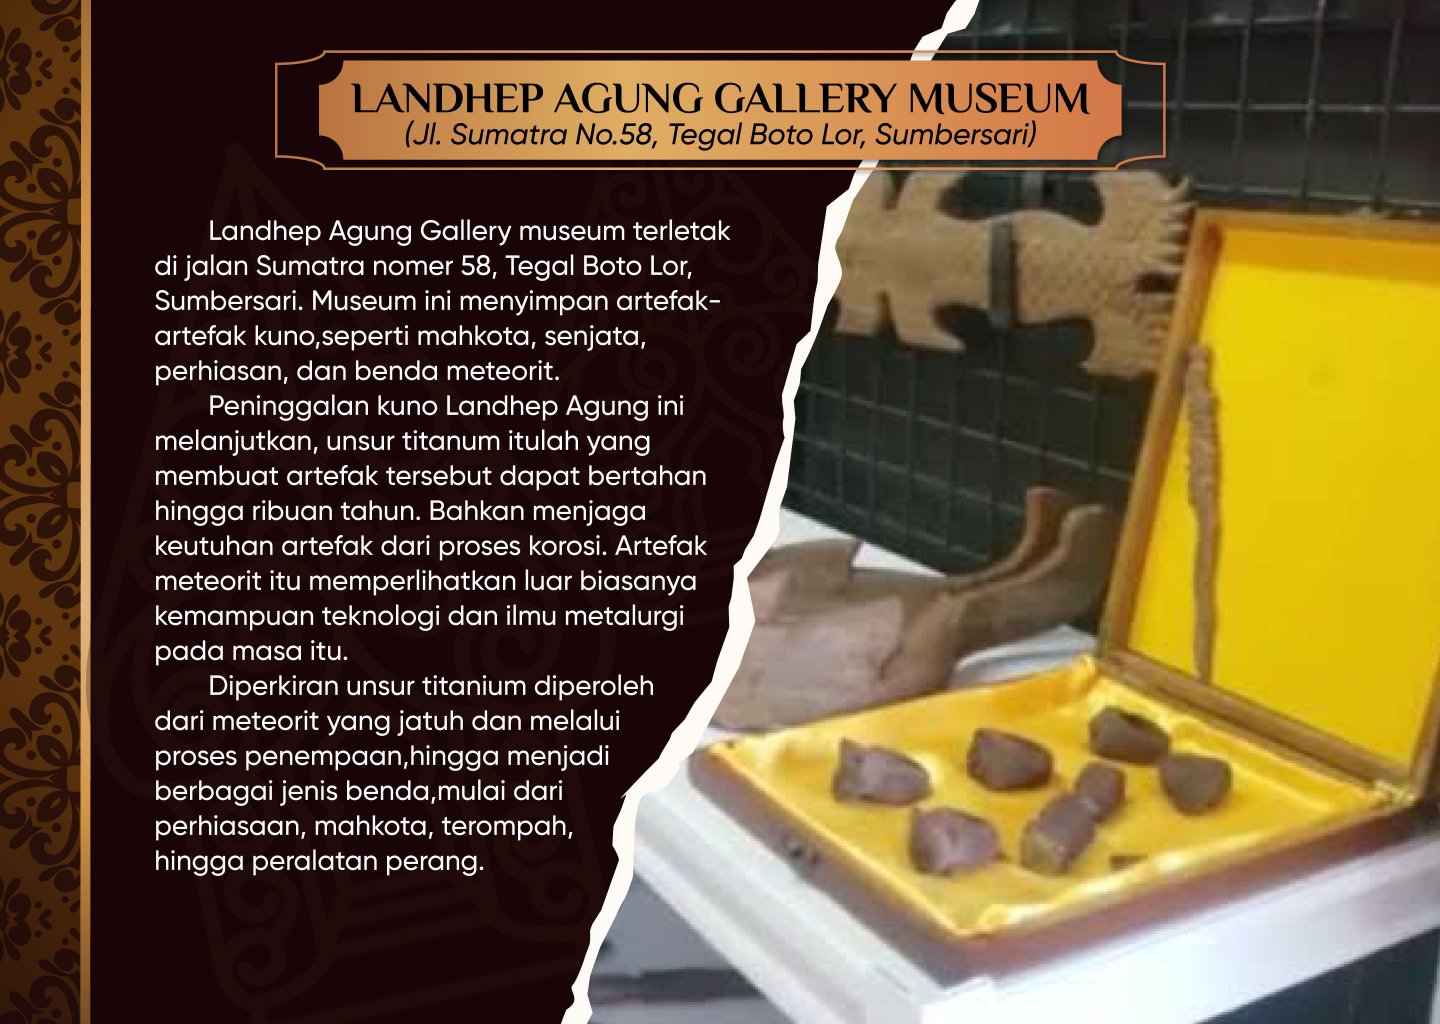 LANDHEP AGUNG GALLERY MUSEUM
(Jl. Sumatra No.58, Tegal Boto Lor, Sumbersari)
Landhep Agung Gallery museum terletak
di jalan Sumatra nomer 58, Tegal Boto Lor,
Sumbersari. Museum ini menyimpan artefak-
artefak kuno,seperti mahkota, senjata,
perhiasan, dan benda meteorit.
Peninggalan kuno Landhep Agung ini
melanjutkan, unsur titanum itulah yang
membuat artefak tersebut dapat bertahan
hingga ribuan tahun. Bahkan menjaga
keutuhan artefak dari proses korosi. Artefak
meteorit itu memperlihatkan luar biasanya
kemampuan teknologi dan ilmu metalurgi
pada masa itu.
Diperkiran unsur titanium diperoleh
dari meteorit yang jatuh dan melalui
proses penempaan,hingga menjadi
berbagai jenis benda,mulai dari
perhiasaan, mahkota, terompah,
hingga peralatan perang.